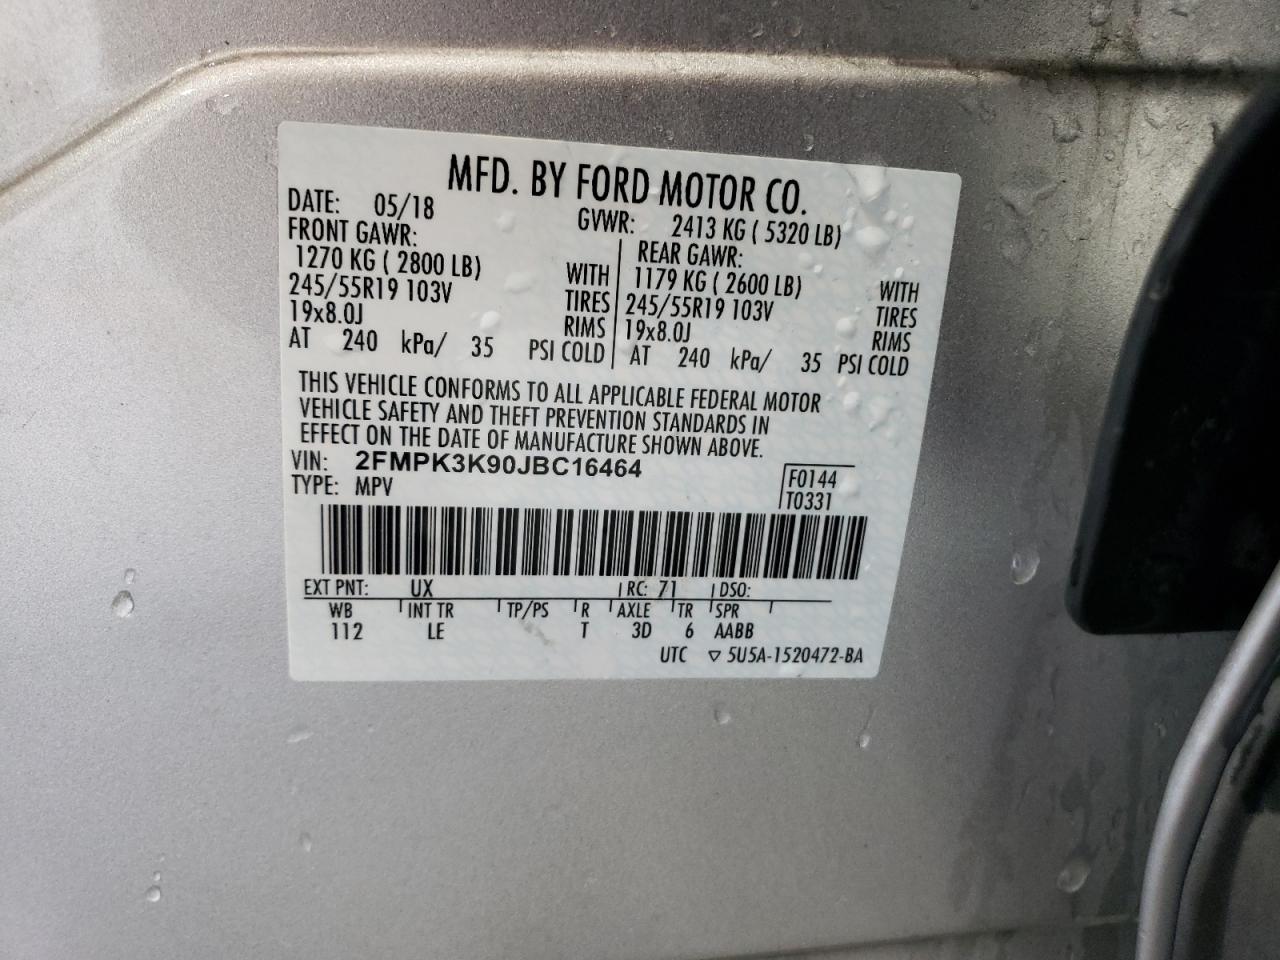 MFD. BY FORD MOTOR CO.
DATE: 05/18 GVWR: 2413 KG ( 5320 LB)
FRONT GAWR: REAR GAWR:
1270 KG ( 2800 LB) WITH 1179 KG ( 2600 LB) WITH
245/55R19 103V TIRES 245/55R19 103V TIRES
19x8.0J RIMS 19x8.0J RIMS
AT 240 kPa/ 35 PSI COLD AT 240 kPa/ 35 PSI COLD
THIS VEHICLE CONFORMS TO ALL APPLICABLE FEDERAL MOTOR
VEHICLE SAFETY AND THEFT PREVENTION STANDARDS IN
EFFECT ON THE DATE OF MANUFACTURE SHOWN ABOVE.
VIN: 2FMPK3K90JBC16464 F0144
TYPE: MPV T0331
EXT PNT: UX RC: 71 DSO:
WB INT TR TP/PS R AXLE TR SPR
112 LE T 3D 6 AABB
UTC ▽ 5U5A-1520472-BA